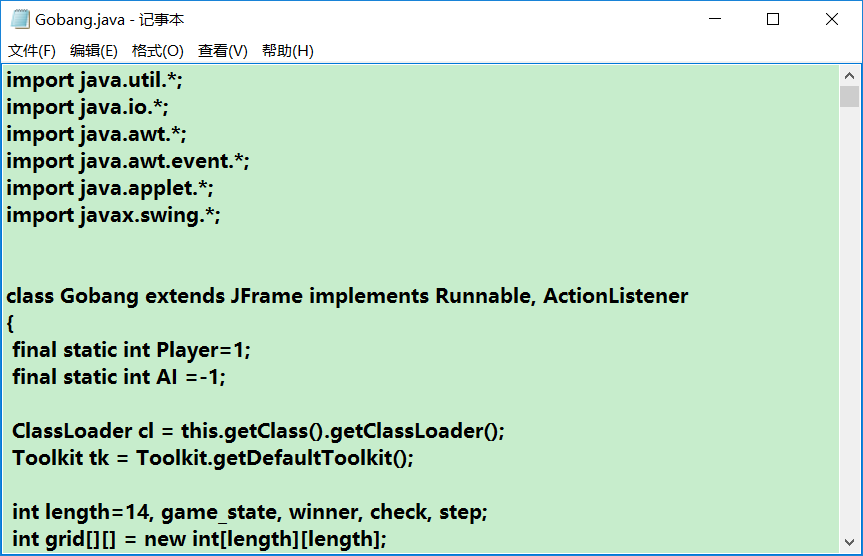 Gobang.java - 记事本
文件(F) 编辑(E) 格式(O) 查看(V) 帮助(H)
import java.util.*;
import java.io.*;
import java.awt.*;
import java.awt.event.*;
import java.applet.*;
import javax.swing.*;
class Gobang extends JFrame implements Runnable, ActionListener
{
final static int Player=1;
final static int AI =-1;
ClassLoader cl = this.getClass().getClassLoader();
Toolkit tk = Toolkit.getDefaultToolkit();
int length=14, game_state, winner, check, step;
int grid[][] = new int[length][length];